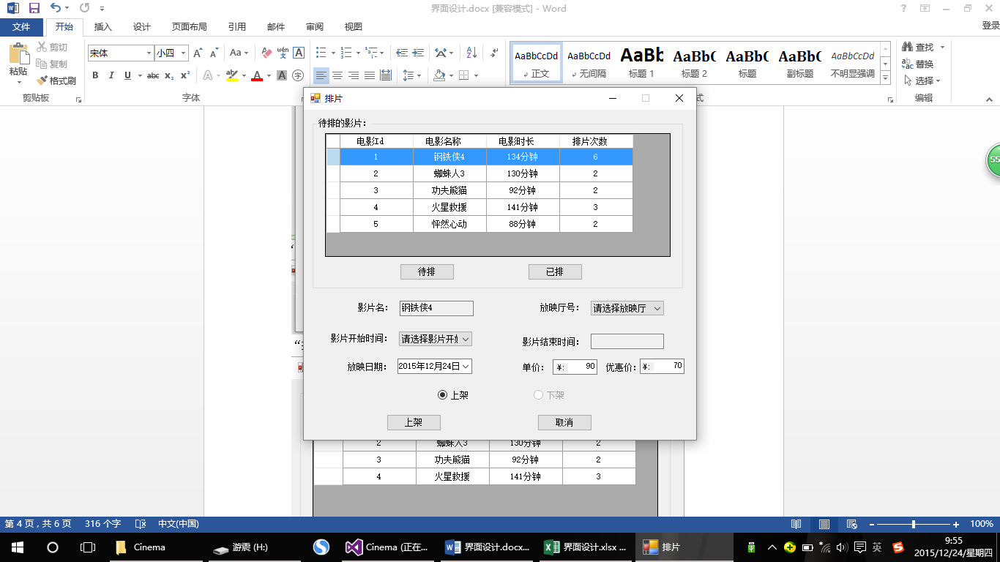 界面设计.docx [兼容模式] - Word
文件 开始 插入 设计 页面布局 引用 邮件 审阅 视图 登录
粘贴 剪切 复制 格式刷 剪贴板
宋体 小四 字体
AaBbCcDd 正文
AaBbCcDd 无间隔
AaBb 标题 1
AaBbC 标题 2
AaBbC 标题
AaBbC 副标题
AaBbCcDd 不明显强调
式
查找 替换 选择 编辑
排片
待排的影片：
电影Id 电影名称 电影时长 排片次数
1 钢铁侠4 134分钟 6
2 蜘蛛人3 130分钟 2
3 功夫熊猫 92分钟 2
4 火星救援 141分钟 3
5 怦然心动 88分钟 2
待排 已排
影片名： 钢铁侠4 放映厅号： 请选择放映厅
影片开始时间： 请选择影片开始 影片结束时间：
放映日期： 2015年12月24日 单价： ¥: 90 优惠价： ¥: 70
上架 下架
上架 取消
2 蜘蛛人3 130分钟 2
3 功夫熊猫 92分钟 2
4 火星救援 141分钟 3
55
第 4 页，共 6 页 316 个字 中文(中国) 100%
Cinema 游震 (H:) Cinema (正在... 界面设计.docx... 界面设计.xlsx ... 排片 英 9:55
2015/12/24/星期四